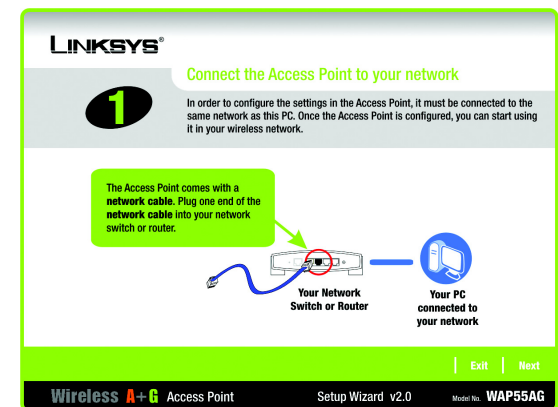 LINKSYS®
Connect the Access Point to your network
1
In order to configure the settings in the Access Point, it must be connected to the
same network as this PC. Once the Access Point is configured, you can start using
it in your wireless network.
The Access Point comes with a
network cable. Plug one end of the
network cable into your network
switch or router.
Your Network
Switch or Router
Your PC
connected to
your network
Exit Next
Wireless A+G Access Point Setup Wizard v2.0 Model No. WAP55AG